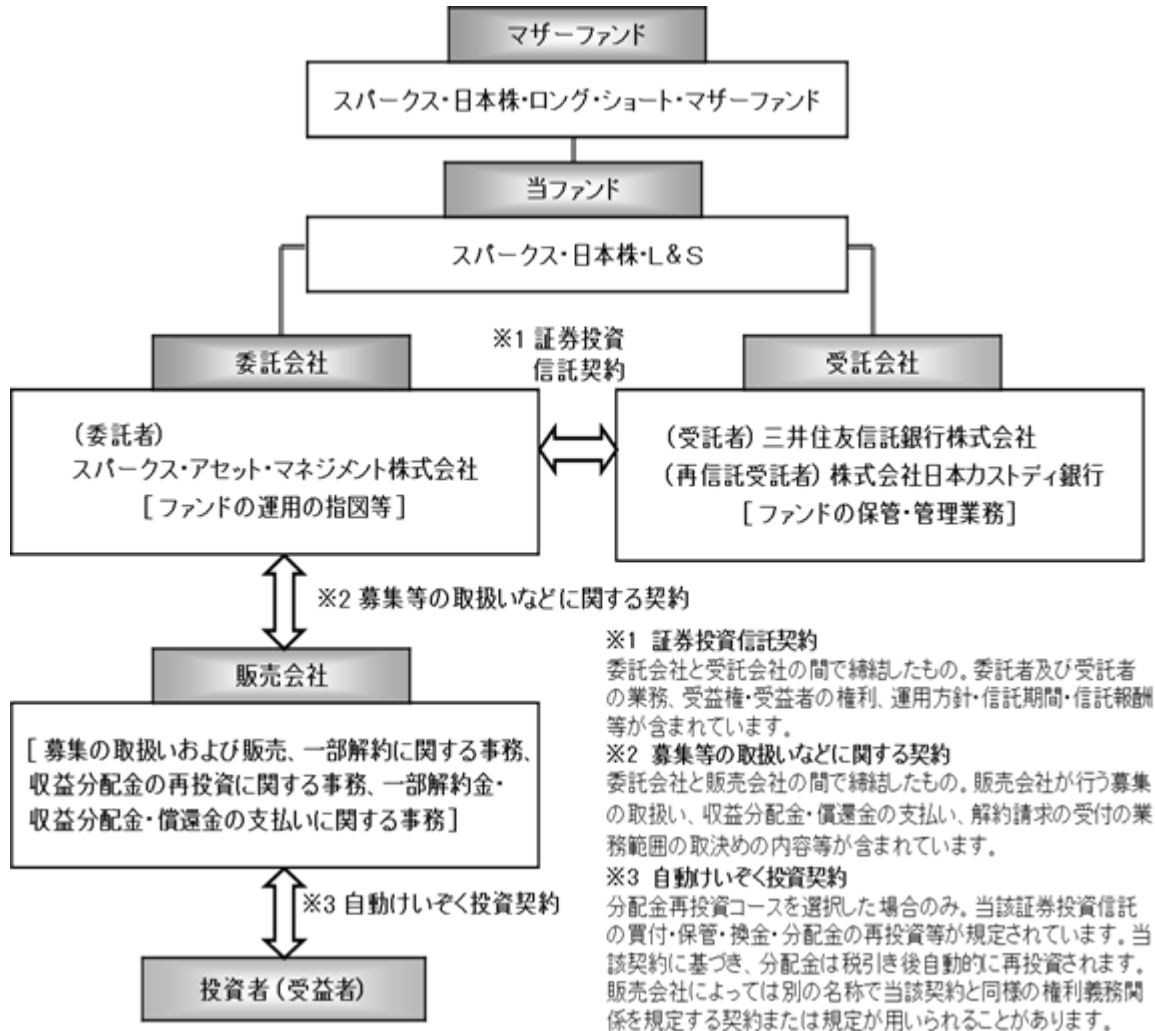 マザーファンド
スパークス・日本株・ロング・ショート・マザーファンド
当ファンド
スパークス・日本株・L&S
※1 証券投資
信託契約
委託会社
(委託者)
スパークス・アセット・マネジメント株式会社
[ファンドの運用の指図等]
受託会社
(受託者) 三井住友信託銀行株式会社
(再信託受託者) 株式会社日本カストディ銀行
[ファンドの保管・管理業務]
※2 募集等の取扱いなどに関する契約
販売会社
[ 募集の取扱いおよび販売、一部解約に関する事務、
収益分配金の再投資に関する事務、一部解約金・
収益分配金・償還金の支払いに関する事務]
※3 自動けいぞく投資契約
投資者(受益者)
※1 証券投資信託契約
委託会社と受託会社の間で締結したもの。委託者及び受託者
の業務、受益権・受益者の権利、運用方針・信託期間・信託報酬
等が含まれています。
※2 募集等の取扱いなどに関する契約
委託会社と販売会社の間で締結したもの。販売会社が行う募集
の取扱い、収益分配金・償還金の支払い、解約請求の受付の業
務範囲の取決めの内容等が含まれています。
※3 自動けいぞく投資契約
分配金再投資コースを選択した場合のみ。当該証券投資信託
の買付・保管・換金・分配金の再投資等が規定されています。当
該契約に基づき、分配金は税引き後自動的に再投資されます。
販売会社によっては別の名称で当該契約と同様の権利義務関
係を規定する契約または規定が用いられることがあります。